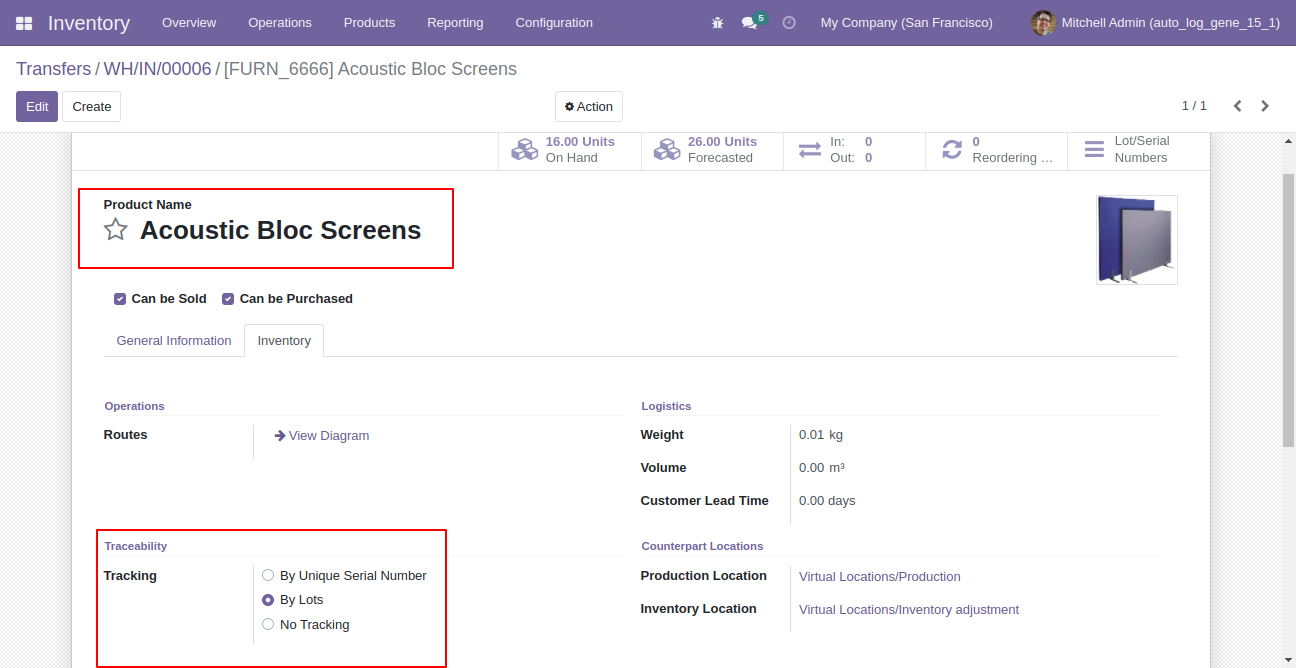 Inventory Overview Operations Products Reporting Configuration 5 My Company (San Francisco) Mitchell Admin (auto_log_gene_15_1)
Transfers / WH/IN/00006 / [FURN_6666] Acoustic Bloc Screens
Edit Create Action 1 / 1
16.00 Units 26.00 Units In: 0 0 Lot/Serial
On Hand Forecasted Out: 0 Reordering ... Numbers
Product Name
Acoustic Bloc Screens
Can be Sold Can be Purchased
General Information Inventory
Operations Logistics
Routes View Diagram Weight 0.01 kg
Volume 0.00 m³
Customer Lead Time 0.00 days
Traceability Counterpart Locations
Tracking By Unique Serial Number Production Location Virtual Locations/Production
By Lots
Inventory Location Virtual Locations/Inventory adjustment
No Tracking